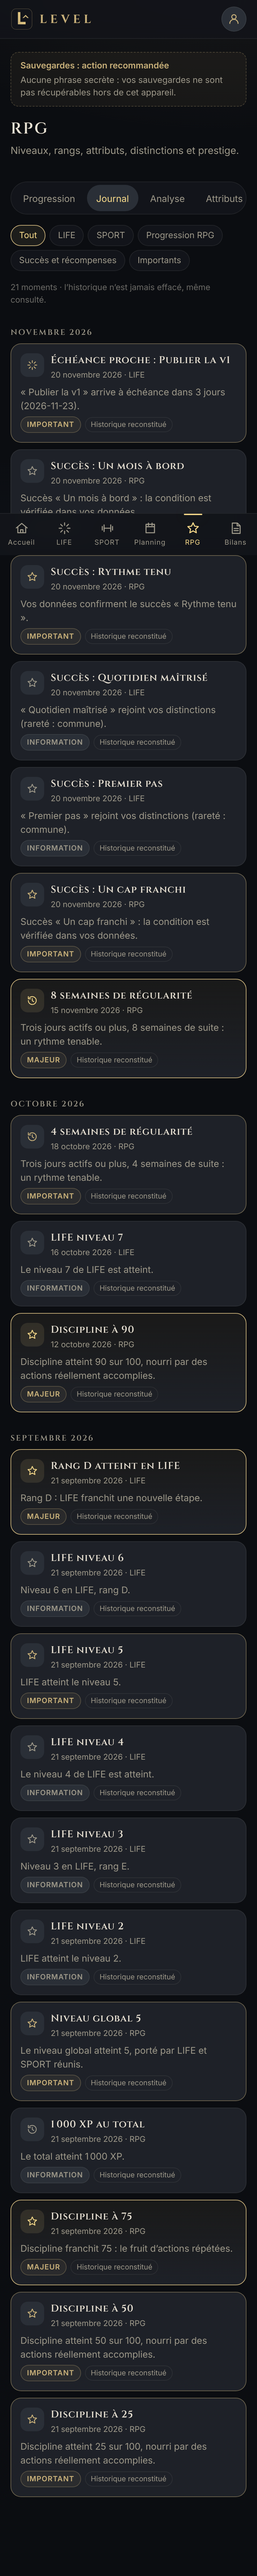 LEVEL
Sauvegardes : action recommandée
Aucune phrase secrète : vos sauvegardes ne sont
pas récupérables hors de cet appareil.
RPG
Niveaux, rangs, attributs, distinctions et prestige.
Progression Journal Analyse Attributs
Tout LIFE SPORT Progression RPG
Succès et récompenses Importants
21 moments · l'historique n'est jamais effacé, même
consulté.
NOVEMBRE 2026
Échéance proche : Publier la v1
20 novembre 2026 · LIFE
« Publier la v1 » arrive à échéance dans 3 jours
(2026-11-23).
IMPORTANT Historique reconstitué
Succès : Un mois à bord
20 novembre 2026 · RPG
Succès « Un mois à bord » : la condition est
vérifiée dans vos données.
Accueil LIFE SPORT Planning RPG Bilans
Succès : Rythme tenu
20 novembre 2026 · RPG
Vos données confirment le succès « Rythme tenu
».
IMPORTANT Historique reconstitué
Succès : Quotidien maîtrisé
20 novembre 2026 · LIFE
« Quotidien maîtrisé » rejoint vos distinctions
(rareté : commune).
INFORMATION Historique reconstitué
Succès : Premier pas
20 novembre 2026 · RPG
« Premier pas » rejoint vos distinctions (rareté :
commune).
INFORMATION Historique reconstitué
Succès : Un cap franchi
20 novembre 2026 · RPG
Succès « Un cap franchi » : la condition est
vérifiée dans vos données.
IMPORTANT Historique reconstitué
8 semaines de régularité
15 novembre 2026 · RPG
Trois jours actifs ou plus, 8 semaines de suite :
un rythme tenable.
MAJEUR Historique reconstitué
OCTOBRE 2026
4 semaines de régularité
18 octobre 2026 · RPG
Trois jours actifs ou plus, 4 semaines de suite :
un rythme tenable.
IMPORTANT Historique reconstitué
LIFE niveau 7
16 octobre 2026 · LIFE
Le niveau 7 de LIFE est atteint.
INFORMATION Historique reconstitué
Discipline à 90
12 octobre 2026 · RPG
Discipline atteint 90 sur 100, nourri par des
actions réellement accomplies.
MAJEUR Historique reconstitué
SEPTEMBRE 2026
Rang D atteint en LIFE
21 septembre 2026 · LIFE
Rang D : LIFE franchit une nouvelle étape.
MAJEUR Historique reconstitué
LIFE niveau 6
21 septembre 2026 · LIFE
Niveau 6 en LIFE, rang D.
INFORMATION Historique reconstitué
LIFE niveau 5
21 septembre 2026 · LIFE
LIFE atteint le niveau 5.
IMPORTANT Historique reconstitué
LIFE niveau 4
21 septembre 2026 · LIFE
Le niveau 4 de LIFE est atteint.
INFORMATION Historique reconstitué
LIFE niveau 3
21 septembre 2026 · LIFE
Niveau 3 en LIFE, rang E.
INFORMATION Historique reconstitué
LIFE niveau 2
21 septembre 2026 · LIFE
LIFE atteint le niveau 2.
INFORMATION Historique reconstitué
Niveau global 5
21 septembre 2026 · RPG
Le niveau global atteint 5, porté par LIFE et
SPORT réunis.
IMPORTANT Historique reconstitué
1 000 XP au total
21 septembre 2026 · RPG
Le total atteint 1 000 XP.
INFORMATION Historique reconstitué
Discipline à 75
21 septembre 2026 · RPG
Discipline franchit 75 : le fruit d'actions répétées.
MAJEUR Historique reconstitué
Discipline à 50
21 septembre 2026 · RPG
Discipline atteint 50 sur 100, nourri par des
actions réellement accomplies.
IMPORTANT Historique reconstitué
Discipline à 25
21 septembre 2026 · RPG
Discipline atteint 25 sur 100, nourri par des
actions réellement accomplies.
IMPORTANT Historique reconstitué